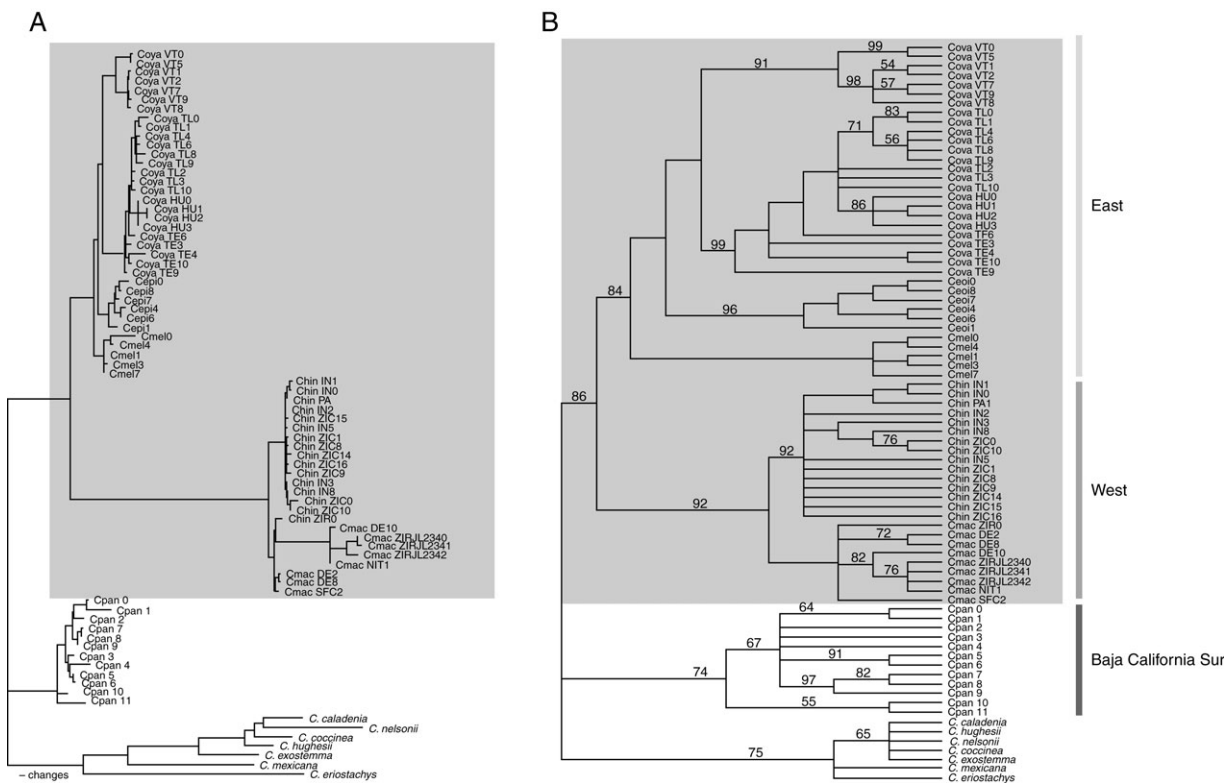 A
Coya VT0
Coya VT5
Coya VT1
Coya VT2
Coya VT7
Coya VT9
Coya VT8
Coya TL0
Coya TL1
Coya TL4
Coya TL6
Coya TL8
Coya TL9
Coya TL2
Coya TL3
Coya TL10
Coya HU0
Coya HU1
Coya HU2
Coya HU3
Coya TE6
Coya TE3
Coya TE4
Coya TE10
Coya TE9
Cepi0
Cepi8
Cepi7
Cepi4
Cepi6
Cepi1
Cmel0
Cmel4
Cmel1
Cmel3
Cmel7
Chin IN1
Chin IN0
Chin PA
Chin IN2
Chin ZIC15
Chin IN5
Chin ZIC1
Chin ZIC8
Chin ZIC14
Chin ZIC16
Chin ZIC9
Chin IN3
Chin IN8
Chin ZIC0
Chin ZIC10
Chin ZIR0
Cmac DE10
Cmac ZIRJL2340
Cmac ZIRJL2341
Cmac ZIRJL2342
Cmac NIT1
Cmac DE2
Cmac DE8
Cmac SFC2
Cpan 0
Cpan 1
Cpan 2
Cpan 7
Cpan 8
Cpan 9
Cpan 3
Cpan 4
Cpan 5
Cpan 6
Cpan 10
Cpan 11
C. caladenia
C. nelsonii
C. coccinea
C. hughesii
C. exostemma
C. mexicana
C. eriostachys
– changes
B
99
Cova VT0
Cova VT5
91
54
Cova VT1
Cova VT2
98
57
Cova VT7
Cova VT9
Cova VT8
83
Cova TL0
Cova TL1
71
Cova TL4
56
Cova TL6
Cova TL8
Cova TL9
Cova TL2
Cova TL3
Cova TL10
Cova HU0
86
Cova HU1
Cova HU2
Cova HU3
Cova TF6
99
Cova TE3
Cova TE4
Cova TE10
Cova TE9
84
Ceoi0
Ceoi8
Ceoi7
96
Ceoi4
Ceoi6
Ceoi1
Cmel0
Cmel4
Cmel1
Cmel3
Cmel7
East
86
Chin IN1
Chin IN0
Chin PA1
Chin IN2
Chin IN3
Chin IN8
76
Chin ZIC0
Chin ZIC10
92
Chin IN5
Chin ZIC1
Chin ZIC8
Chin ZIC9
Chin ZIC14
Chin ZIC15
Chin ZIC16
92
Cmac ZIR0
72
Cmac DE2
Cmac DE8
82
Cmac DE10
Cmac ZIRJL2340
76
Cmac ZIRJL2341
Cmac ZIRJL2342
Cmac NIT1
Cmac SFC2
West
64
Cpan 0
Cpan 1
Cpan 2
Cpan 3
67
Cpan 4
91
Cpan 5
Cpan 6
74
82
Cpan 7
97
Cpan 8
Cpan 9
55
Cpan 10
Cpan 11
Baja California Sur
C. caladenia
65
C. hughesii
C. nelsonii
75
C. coccinea
C. exostemma
C. mexicana
C. eriostachys